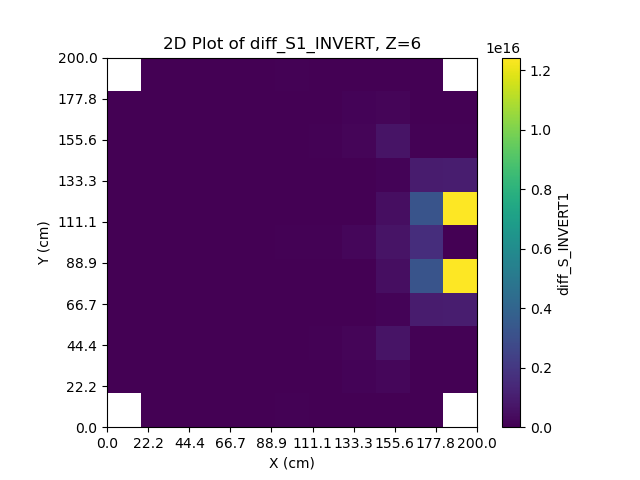 2D Plot of diff_S1_INVERT, Z=6
1e16
200.0
177.8
155.6
133.3
111.1
88.9
66.7
44.4
22.2
0.0
Y (cm)
0.0 22.2 44.4 66.7 88.9 111.1 133.3 155.6 177.8 200.0
X (cm)
1.2
1.0
0.8
0.6
0.4
0.2
0.0
diff_S_INVERT1